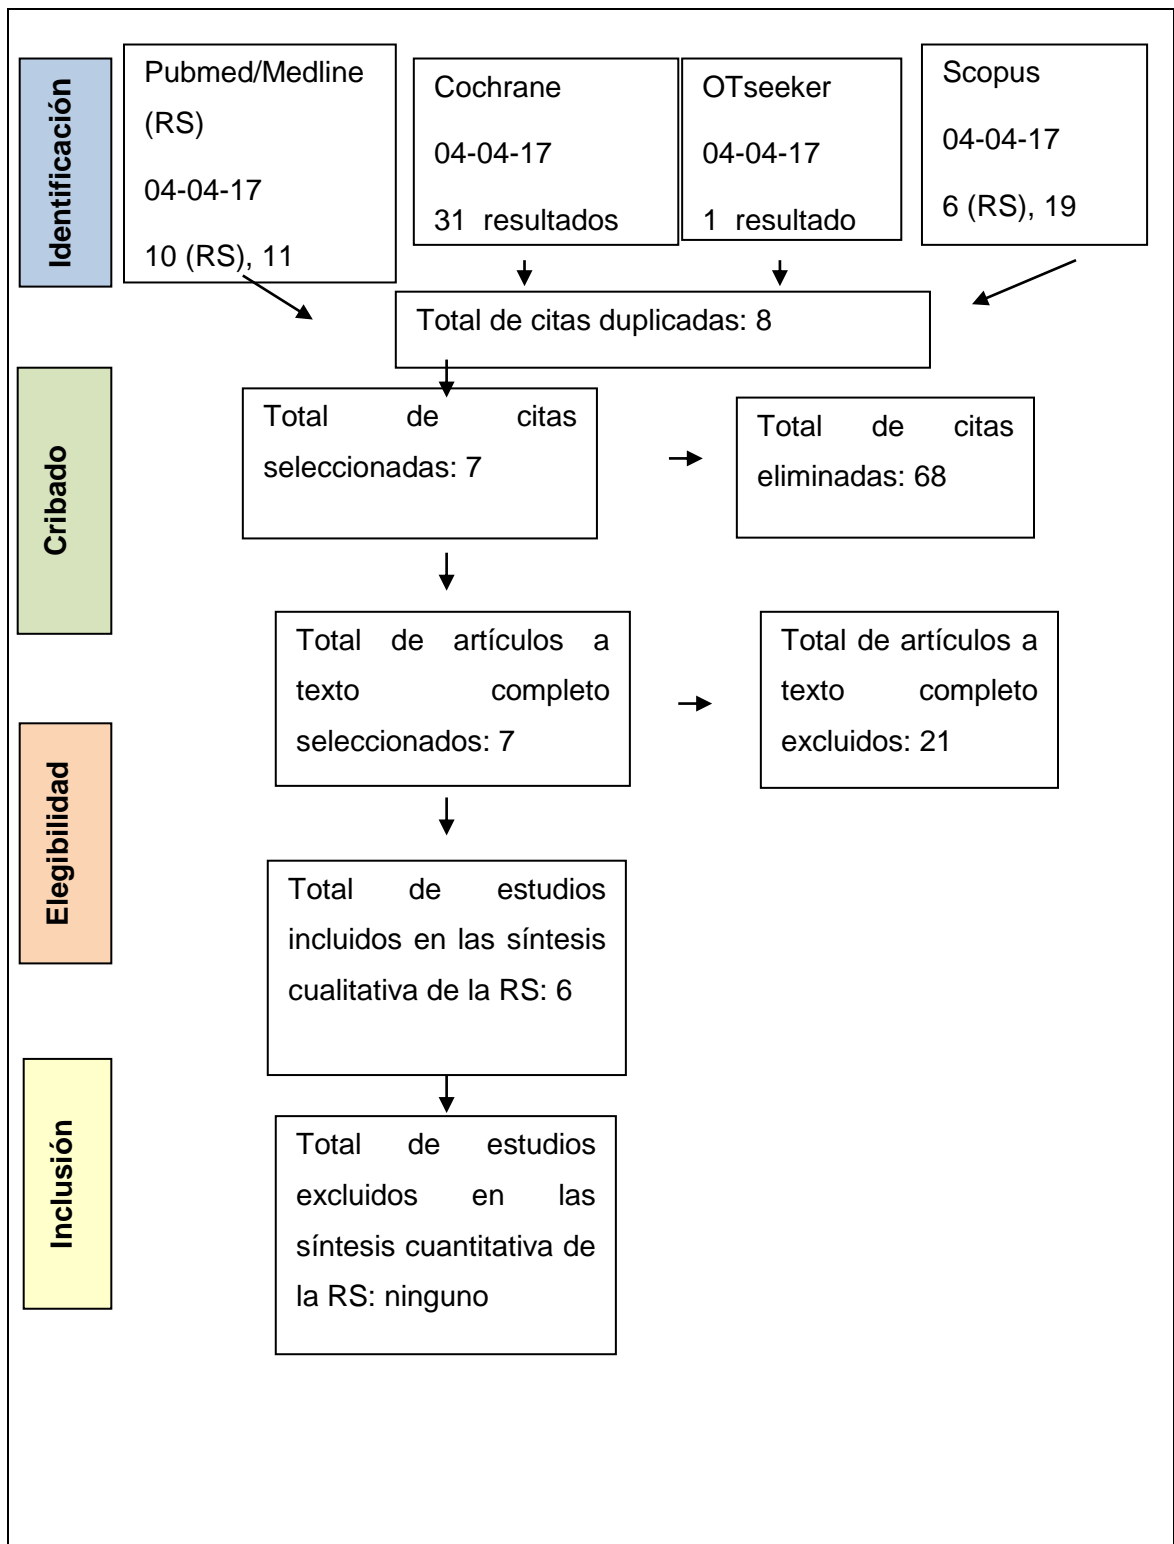 Identificación
Pubmed/Medline
(RS)
04-04-17
10 (RS), 11
Cochrane
04-04-17
31 resultados
OTseeker
04-04-17
1 resultado
Scopus
04-04-17
6 (RS), 19
Total de citas duplicadas: 8
Cribado
Total de citas
seleccionadas: 7
Total de citas
eliminadas: 68
Total de artículos a
texto completo
seleccionados: 7
Total de artículos a
texto completo
excluidos: 21
Elegibilidad
Total de estudios
incluidos en las síntesis
cualitativa de la RS: 6
Inclusión
Total de estudios
excluidos en las
síntesis cuantitativa de
la RS: ninguno